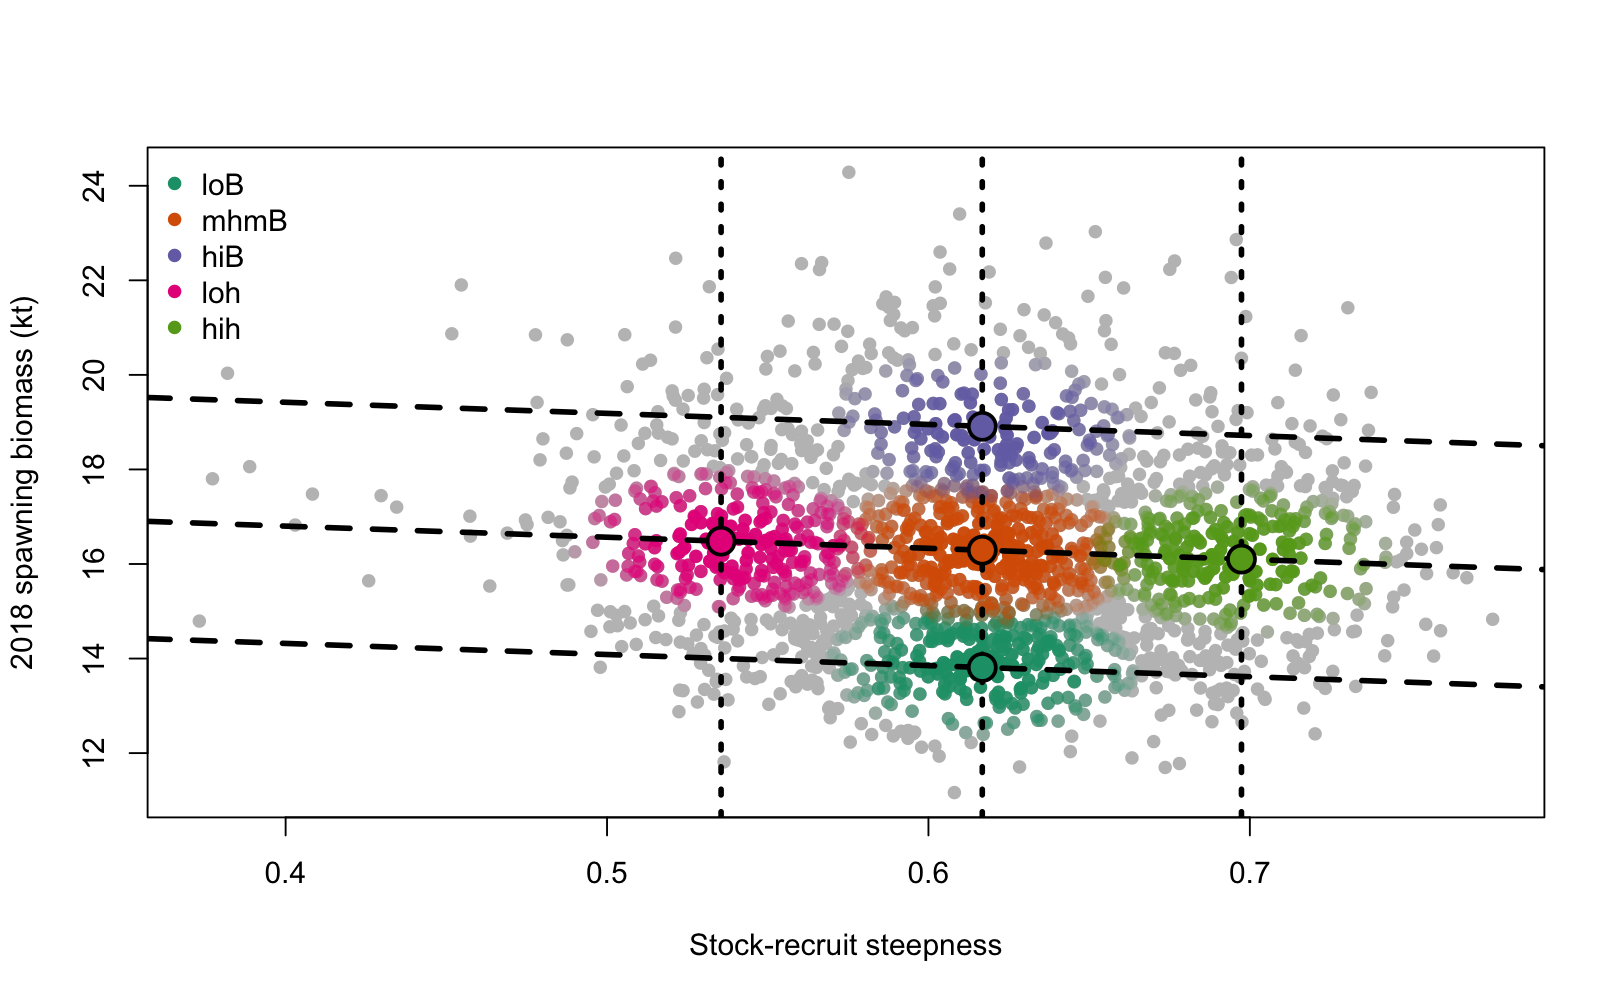 loB
mhmB
hiB
loh
hih
2018 spawning biomass (kt)
24
22
20
18
16
14
12
0.4 0.5 0.6 0.7
Stock-recruit steepness